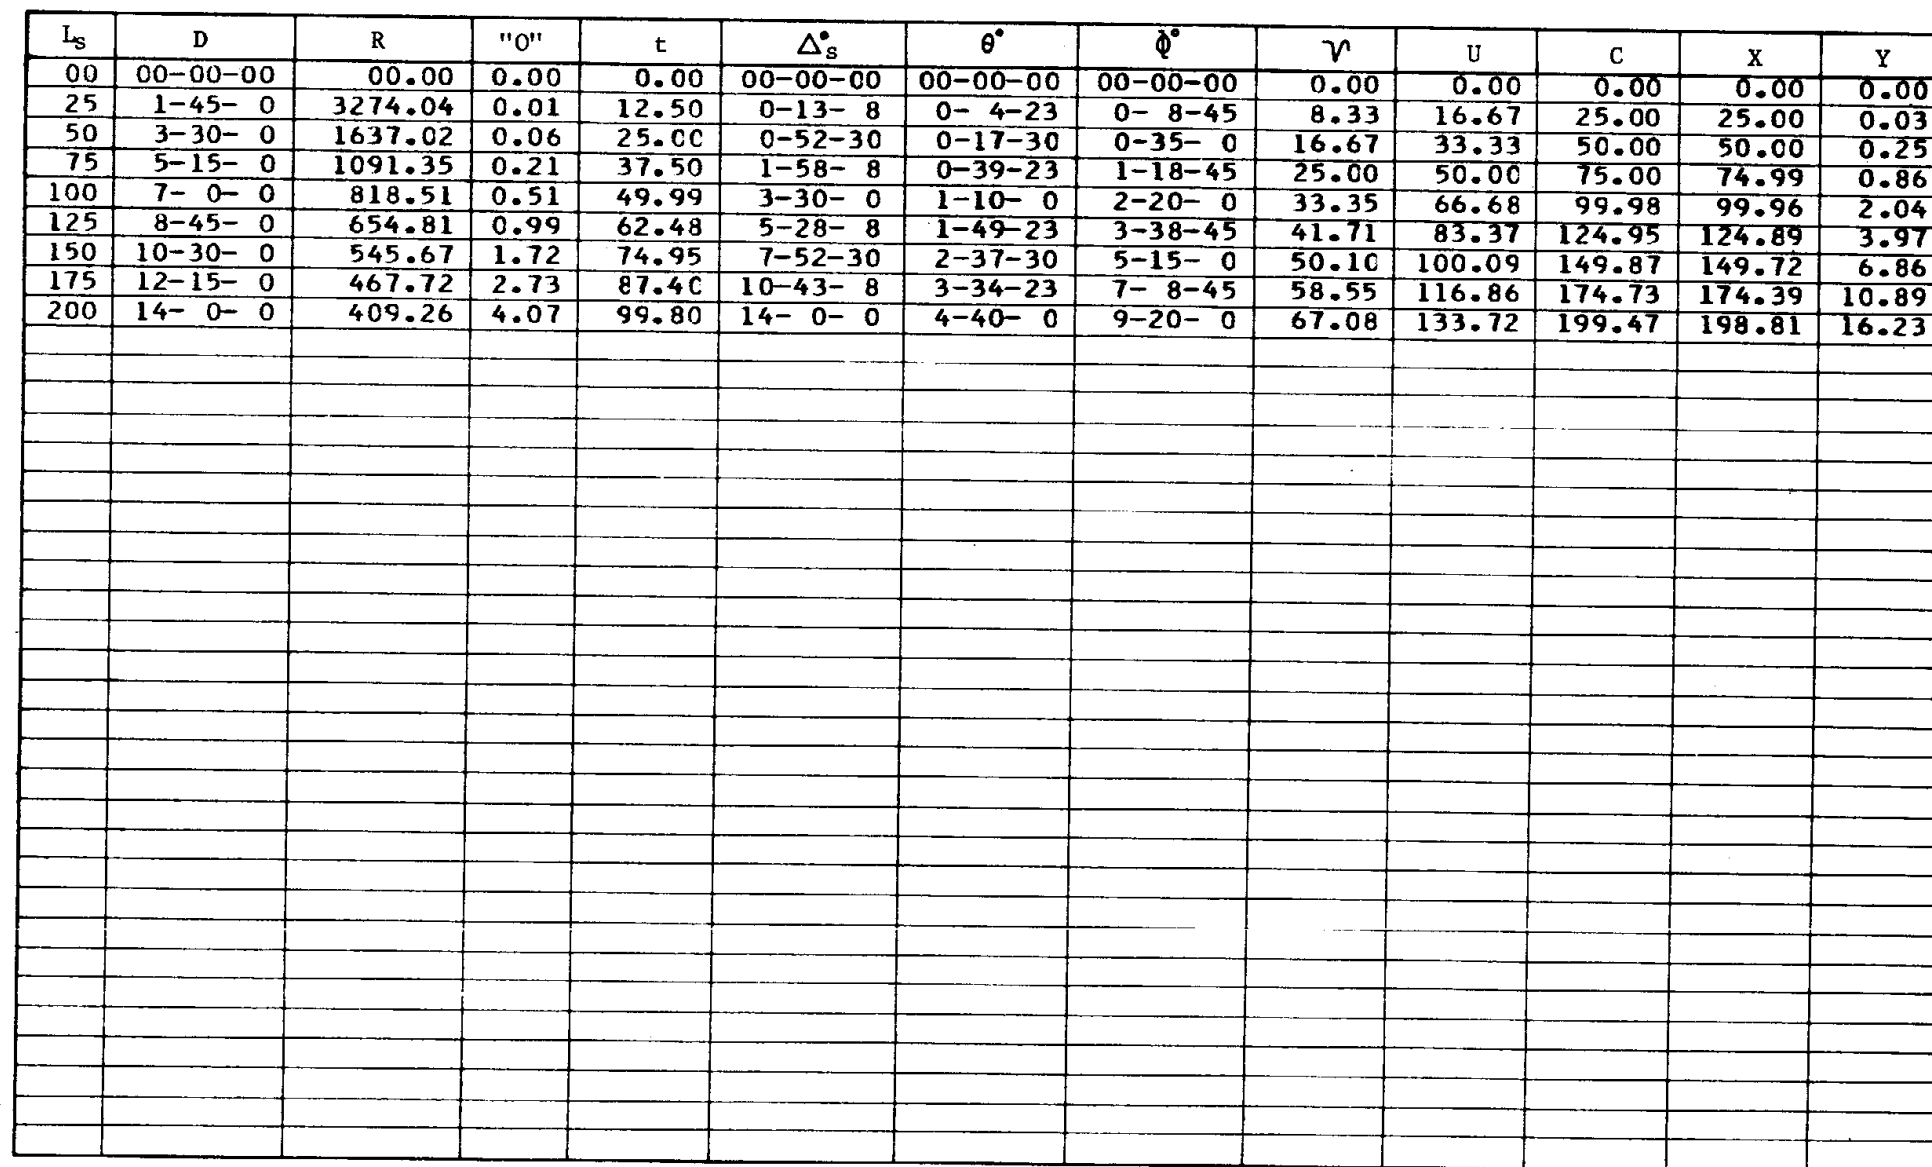 Ls D R "O" t Δ°s θ° Φ° γ U C X Y
00 00-00-00 00.00 0.00 0.00 00-00-00 00-00-00 00-00-00 0.00 0.00 0.00 0.00 0.00
25 1-45- 0 3274.04 0.01 12.50 0-13- 8 0- 4-23 0- 8-45 8.33 16.67 25.00 25.00 0.03
50 3-30- 0 1637.02 0.06 25.00 0-52-30 0-17-30 0-35- 0 16.67 33.33 50.00 50.00 0.25
75 5-15- 0 1091.35 0.21 37.50 1-58- 8 0-39-23 1-18-45 25.00 50.00 75.00 74.99 0.86
100 7- 0- 0 818.51 0.51 49.99 3-30- 0 1-10- 0 2-20- 0 33.35 66.68 99.98 99.96 2.04
125 8-45- 0 654.81 0.99 62.48 5-28- 8 1-49-23 3-38-45 41.71 83.37 124.95 124.89 3.97
150 10-30- 0 545.67 1.72 74.95 7-52-30 2-37-30 5-15- 0 50.10 100.09 149.87 149.72 6.86
175 12-15- 0 467.72 2.73 87.40 10-43- 8 3-34-23 7- 8-45 58.55 116.86 174.73 174.39 10.89
200 14- 0- 0 409.26 4.07 99.80 14- 0- 0 4-40- 0 9-20- 0 67.08 133.72 199.47 198.81 16.23